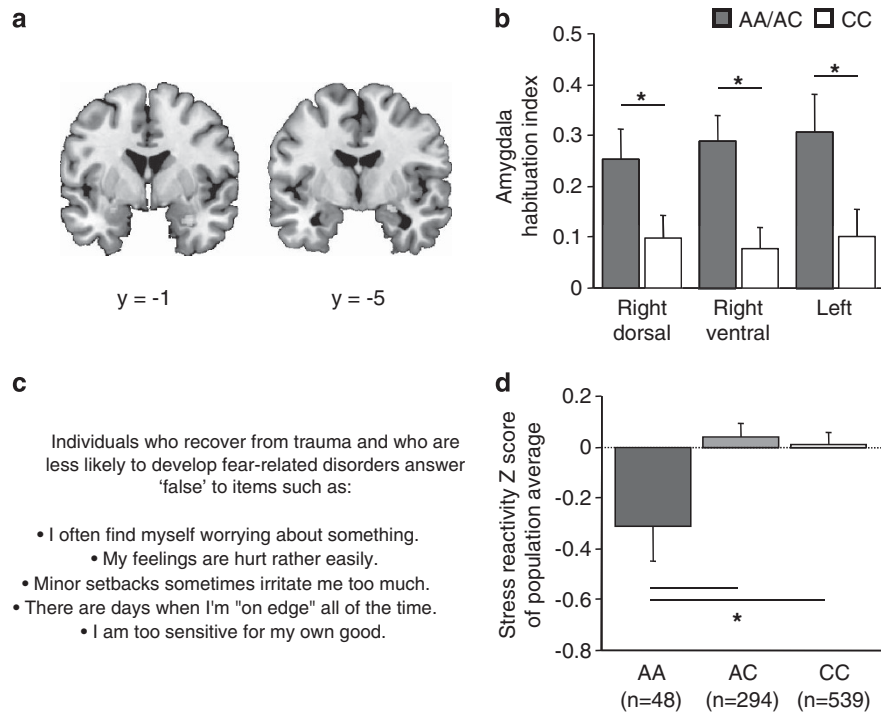 a
y = -1
y = -5
b
AA/AC
CC
Amygdala
habituation index
0.5
0.4
0.3
0.2
0.1
0
*
*
*
Right
dorsal
Right
ventral
Left
c
Individuals who recover from trauma and who are
less likely to develop fear-related disorders answer
'false' to items such as:
• I often find myself worrying about something.
• My feelings are hurt rather easily.
• Minor setbacks sometimes irritate me too much.
• There are days when I'm "on edge" all of the time.
• I am too sensitive for my own good.
d
Stress reactivity Z score
of population average
0.2
0
-0.2
-0.4
-0.6
-0.8
*
AA
(n=48)
AC
(n=294)
CC
(n=539)